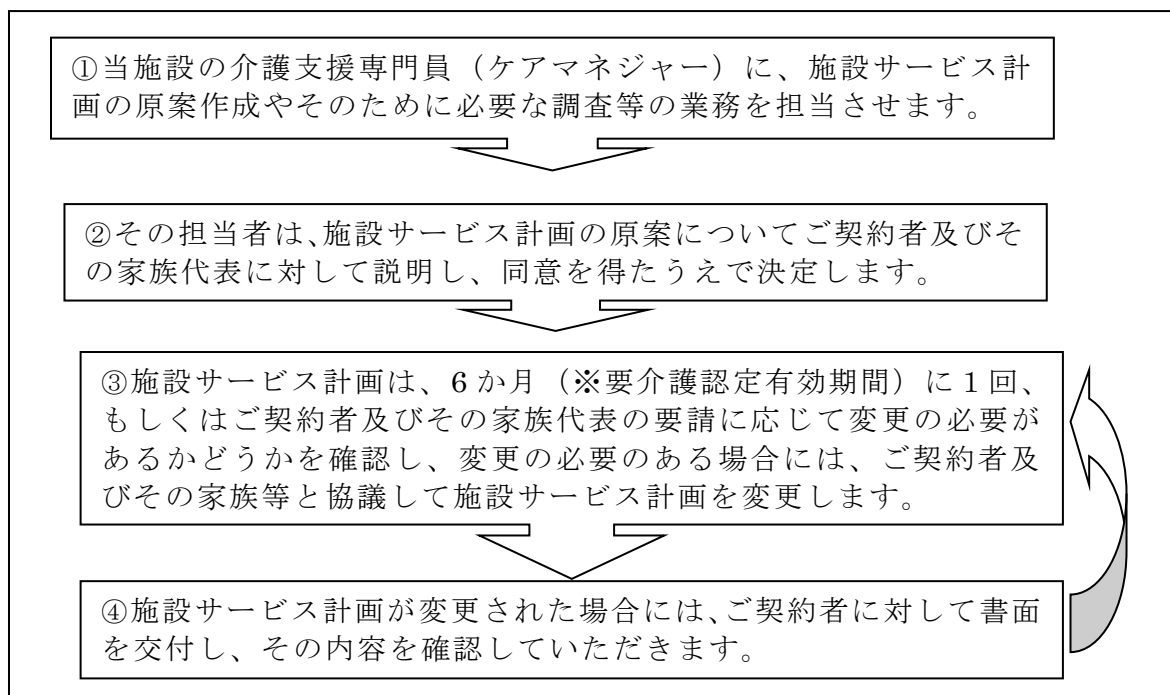 ①当施設の介護支援専門員（ケアマネジャー）に、施設サービス計
画の原案作成やそのために必要な調査等の業務を担当させます。
②その担当者は、施設サービス計画の原案についてご契約者及びそ
の家族代表に対して説明し、同意を得たうえで決定します。
③施設サービス計画は、6か月（※要介護認定有効期間）に1回、
もしくはご契約者及びその家族代表の要請に応じて変更の必要が
あるかどうかを確認し、変更の必要のある場合には、ご契約者及
びその家族等と協議して施設サービス計画を変更します。
④施設サービス計画が変更された場合には、ご契約者に対して書面
を交付し、その内容を確認していただきます。